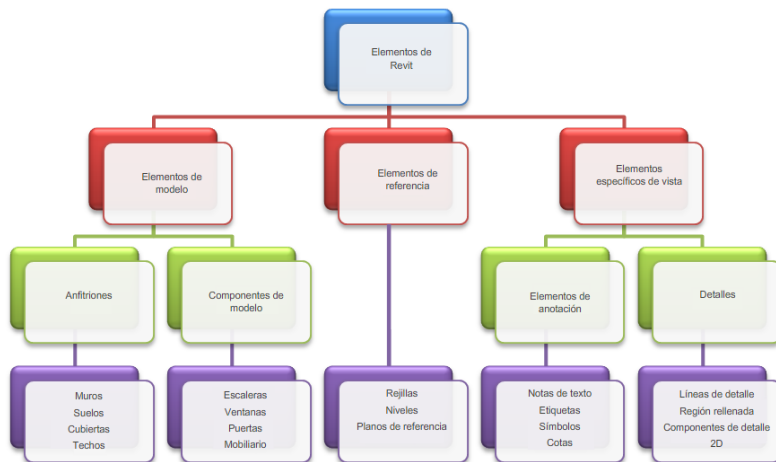 Elementos de
Revit
Elementos de
modelo
Elementos de
referencia
Elementos
específicos de vista
Anfitriones
Componentes de
modelo
Elementos de
anotación
Detalles
Muros
Suelos
Cubiertas
Techos
Escaleras
Ventanas
Puertas
Mobiliario
Rejillas
Niveles
Planos de referencia
Notas de texto
Etiquetas
Símbolos
Cotas
Líneas de detalle
Región rellenada
Componentes de detalle
2D